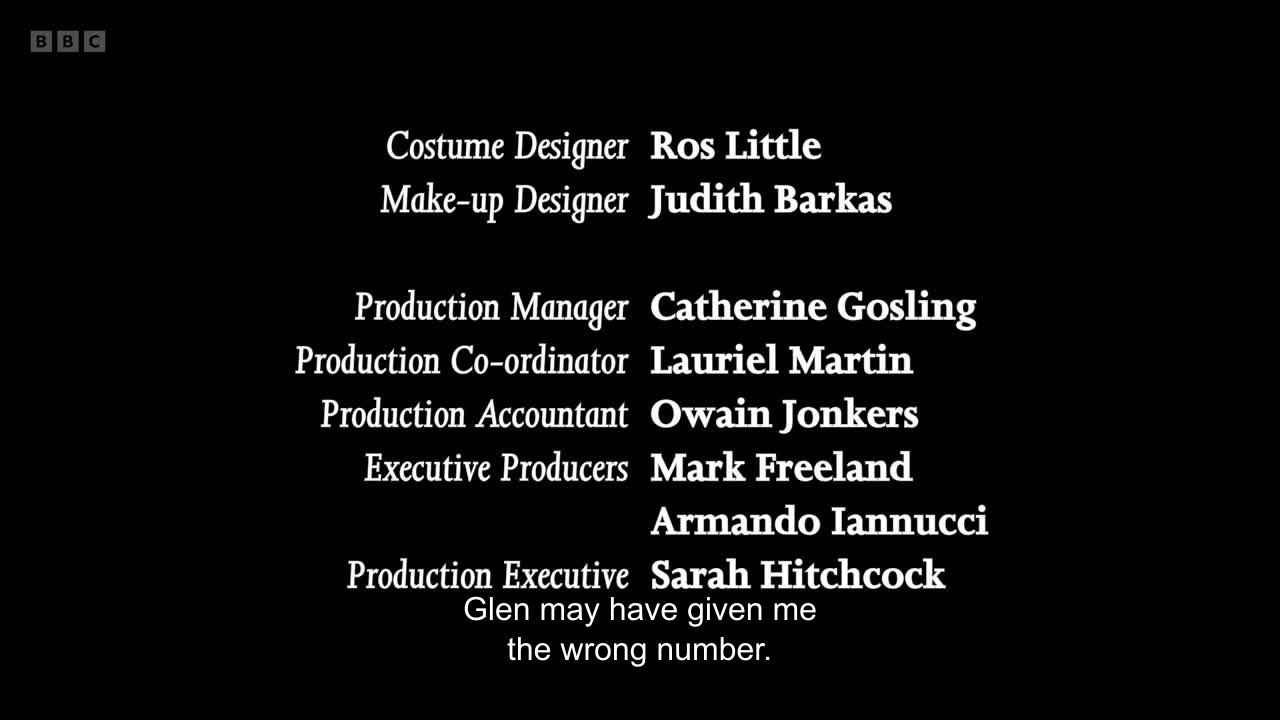 BBC
Costume Designer Ros Little
Make-up Designer Judith Barkas
Production Manager Catherine Gosling
Production Co-ordinator Lauriel Martin
Production Accountant Owain Jonkers
Executive Producers Mark Freeland
Armando Iannucci
Production Executive Sarah Hitchcock
Glen may have given me
the wrong number.